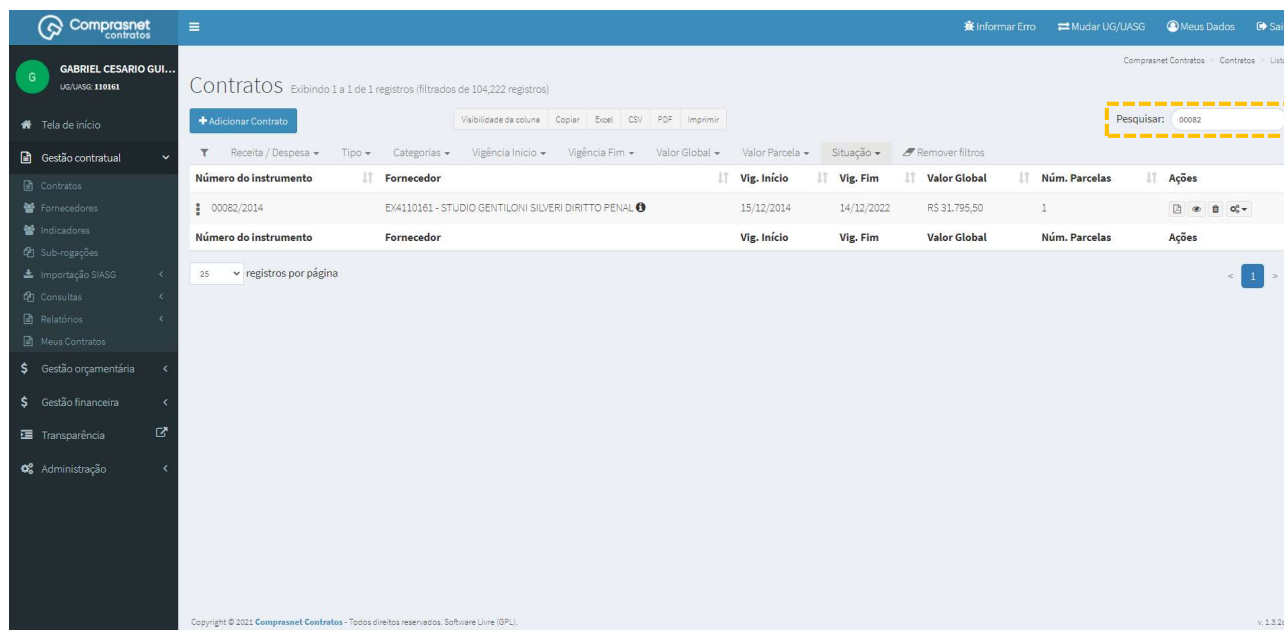 Comprasnet
contratos
Informar Erro Mudar UG/UASG Meus Dados Sai
G
GABRIEL CESARIO GUI...
UG/UASG: 110161
Comprasnet Contratos > Contratos > Lista
Contratos Exibindo 1 a 1 de 1 registros (filtrados de 104,222 registros)
Adicionar Contrato
Visibilidade da coluna Copiar Excel CSV PDF Imprimir
Pesquisar: 00082
Receita / Despesa Tipo Categorias Vigência Inicio Vigência Fim Valor Global Valor Parcela Situação Remover filtros
Número do instrumento Fornecedor Vig. Início Vig. Fim Valor Global Núm. Parcelas Ações
00082/2014 EX4110161 - STUDIO GENTILONI SILVERI DIRITTO PENAL 15/12/2014 14/12/2022 R$ 31.795,50 1
Número do instrumento Fornecedor Vig. Início Vig. Fim Valor Global Núm. Parcelas Ações
25 registros por página
< 1 >
Tela de início
Gestão contratual
Contratos
Fornecedores
Indicadores
Sub-rogações
Importação SIASG
Consultas
Relatórios
Meus Contratos
Gestão orçamentária
Gestão financeira
Transparência
Administração
Copyright © 2021 Comprasnet Contratos - Todos direitos reservados. Software Livre (GPL).